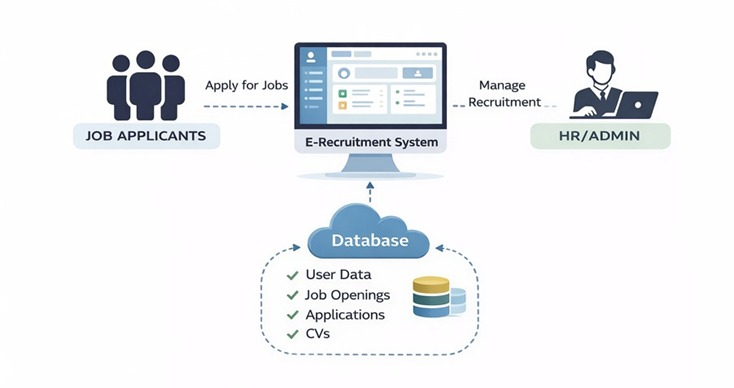 Apply for Jobs
Manage
Recruitment
JOB APPLICANTS
E-Recruitment System
HR/ADMIN
Database
User Data
Job Openings
Applications
CVs